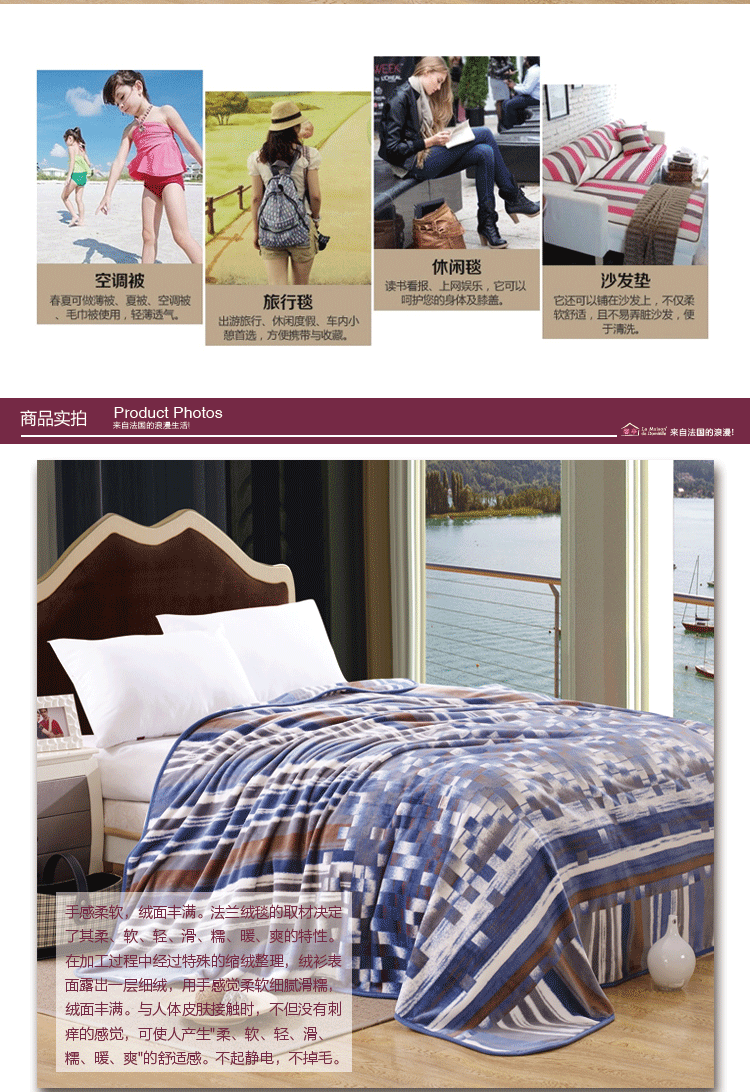 空调被
春夏可做薄被、夏被、空调被
、毛巾被使用，轻薄透气。
旅行毯
出游旅行、休闲度假、车内小
憩首选，方便携带与收藏。
WEEK
休闲毯
读书看报、上网娱乐，它可以
呵护您的身体及膝盖。
沙发垫
它还可以铺在沙发上，不仅柔
软舒适，且不易弄脏沙发，便
于清洗。
商品实拍
Product Photos
来自法国的浪漫生活!
La Maison
来自法国的浪漫!
手感柔软，绒面丰满。法兰绒毯的取材决定
了其柔、软、轻、滑、糯、暖、爽的特性。
在加工过程中经过特殊的缩绒整理，绒衫表
面露出一层细绒，用手感觉柔软细腻滑糯，
绒面丰满。与人体皮肤接触时，不但没有刺
痒的感觉，可使人产生"柔、软、轻、滑、
糯、暖、爽"的舒适感。不起静电，不掉毛。